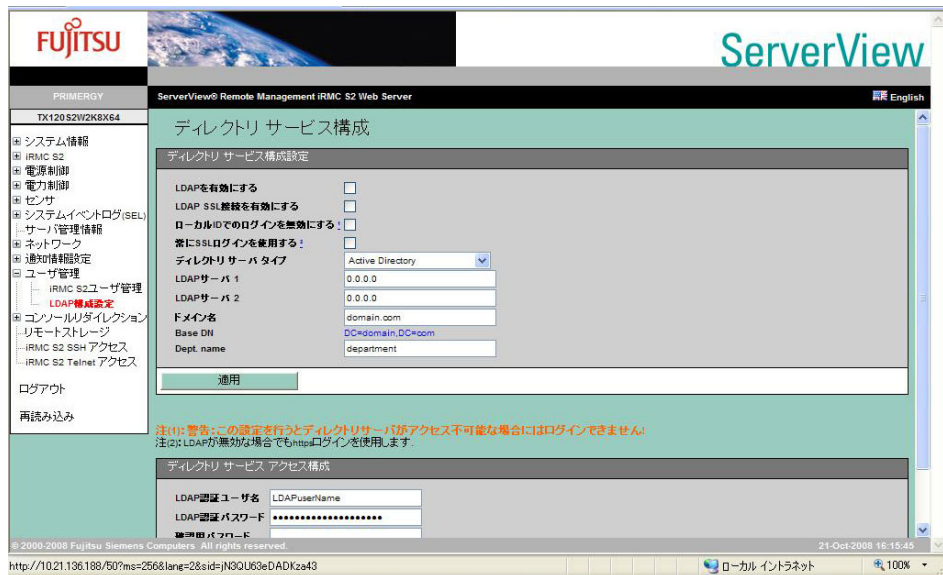 FUJITSU
ServerView
PRIMERGY
ServerView® Remote Management iRMC S2 Web Server
English
TX120S2W2K8X64
システム情報
iRMC S2
電源制御
電力制御
センサ
システムイベントログ(SEL)
サーバ管理情報
ネットワーク
通知情報設定
ユーザ管理
iRMC S2ユーザ管理
LDAP構成設定
コンソールリダイレクション
リモートストレージ
iRMC S2 SSH アクセス
iRMC S2 Telnet アクセス
ログアウト
再読み込み
ディレクトリ サービス構成
ディレクトリ サービス構成設定
LDAPを有効にする
LDAP SSL接続を有効にする
ローカルIDでのログインを無効にする !
常にSSLログインを使用する !
ディレクトリ サーバ タイプ Active Directory
LDAPサーバ 1 0.0.0.0
LDAPサーバ 2 0.0.0.0
ドメイン名 domain.com
Base DN DC=domain,DC=com
Dept. name department
適用
注(1): 警告:この設定を行うとディレクトリサーバがアクセス不可能な場合にはログインできません!
注(2): LDAPが無効な場合でもhttpsログインを使用します.
ディレクトリ サービス アクセス構成
LDAP認証ユーザ名 LDAPuserName
LDAP認証パスワード ••••••••••••••••••••
確認用パスワード
© 2000-2008 Fujitsu Siemens Computers All rights reserved.
21-Oct-2008 16:15:45
http://10.21.136.188/50?ms=256&lang=2&sid=jN3QU63eDADKza43
ローカル イントラネット
100%